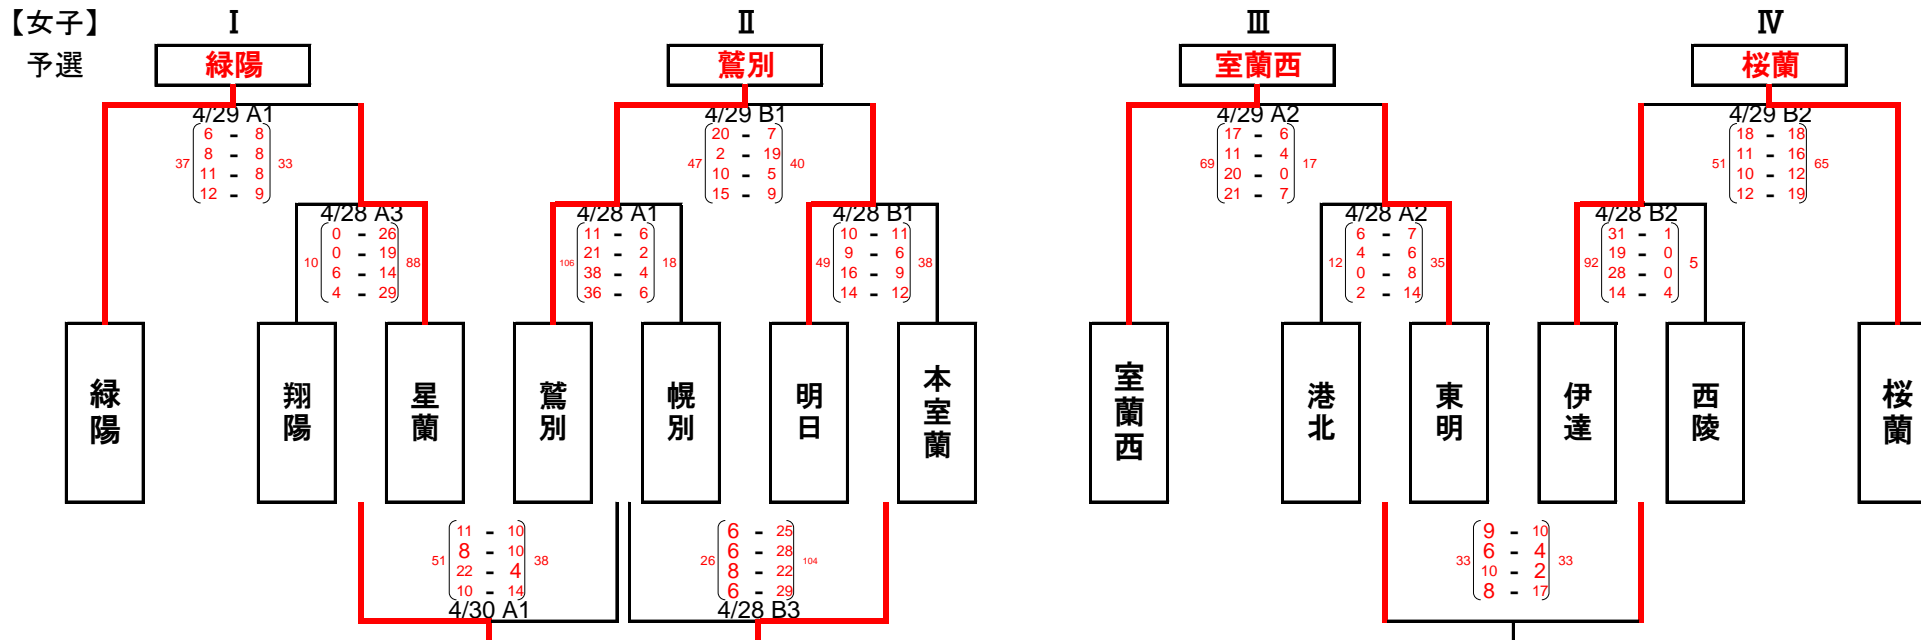 【女子】 Ⅰ Ⅱ Ⅲ Ⅳ
予選 緑陽 鷲別 室蘭西 桜蘭
4/29 A1 4/29 B1 4/29 A2 4/29 B2
6 - 8 20 - 7 17 - 6 18 - 18
37 8 - 8 33 47 2 - 19 40 69 11 - 4 17 51 11 - 16 65
11 - 8 10 - 5 20 - 0 10 - 12
12 - 9 15 - 9 21 - 7 12 - 19
4/28 A3 4/28 A1 4/28 B1 4/28 A2 4/28 B2
0 - 26 11 - 6 10 - 11 6 - 7 31 - 1
10 0 - 19 88 106 21 - 2 18 49 9 - 6 38 12 4 - 6 35 92 19 - 0 5
6 - 14 38 - 4 16 - 9 0 - 8 28 - 0
4 - 29 36 - 6 14 - 12 2 - 14 14 - 4
緑陽 翔陽 星蘭 鷲別 幌別 明日 本室蘭 室蘭西 港北 東明 伊達 西陵 桜蘭
11 - 10 6 - 25 9 - 10
51 8 - 10 38 26 6 - 28 104 33 6 - 4 33
22 - 4 8 - 22 10 - 2
10 - 14 6 - 29 8 - 17
4/30 A1 4/28 B3